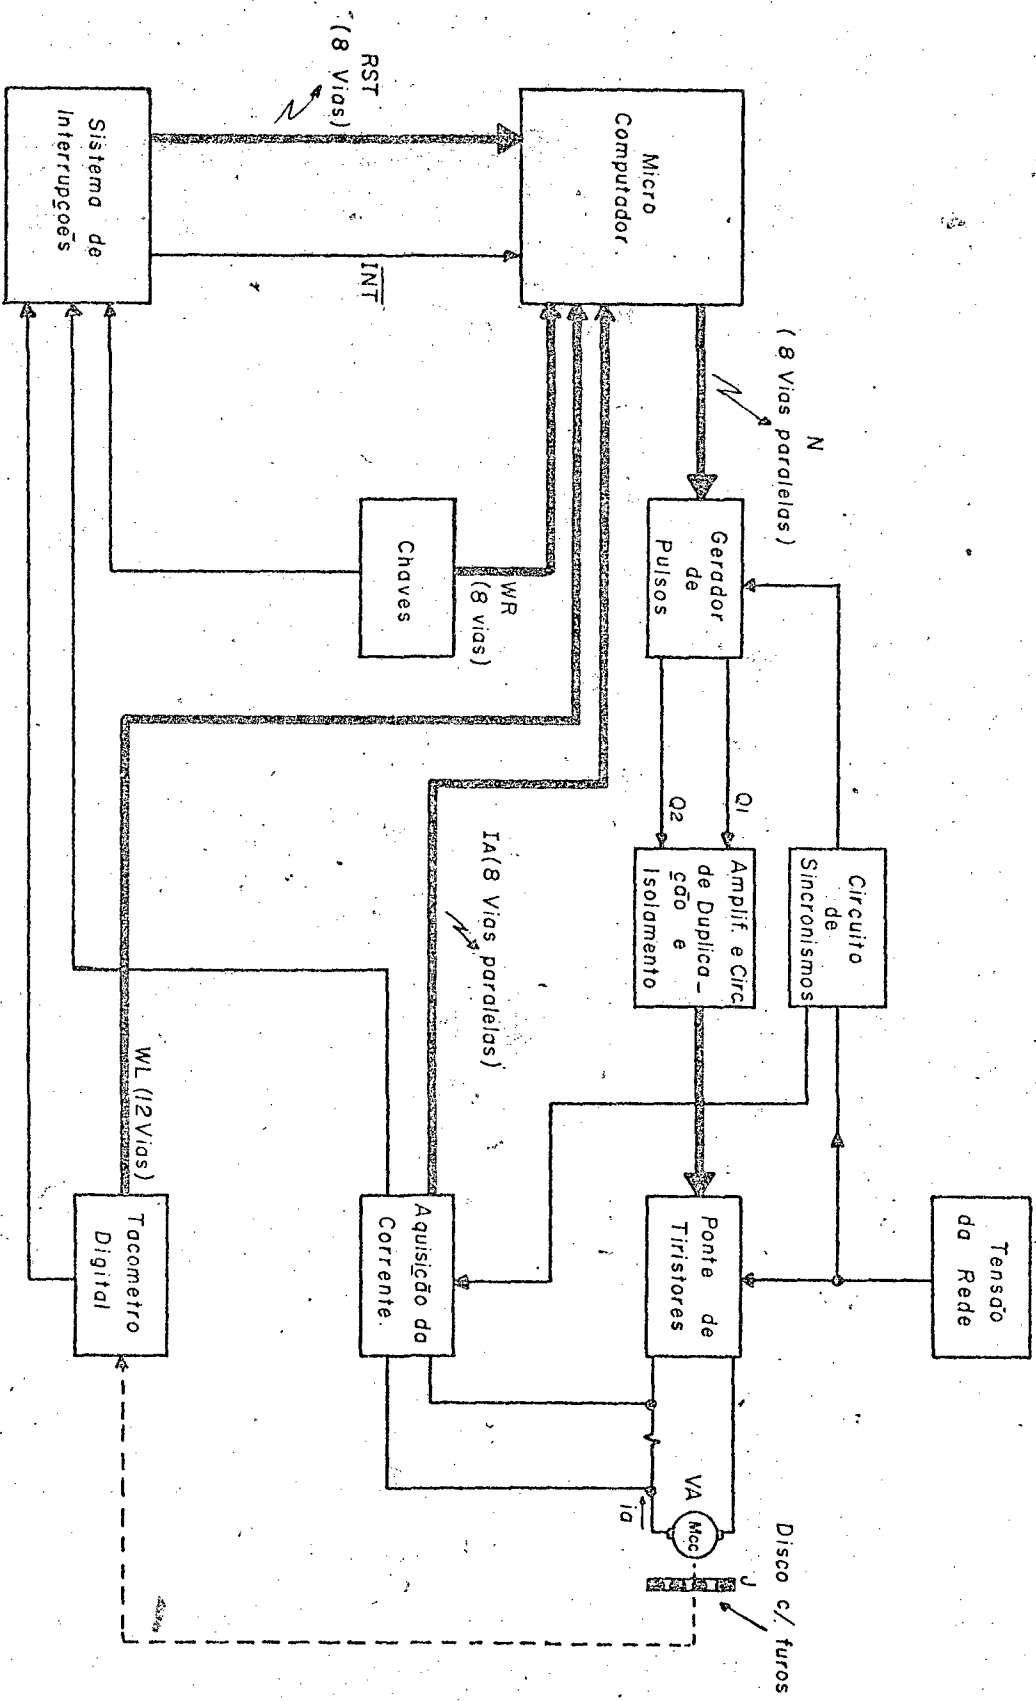 Tensão
da Rede
Circuito
de
Sincronismos
N
(8 Vias paralelas)
Micro
Computador.
Gerador
de
Pulsos
Q1
Q2
Amplif. e Circ.
de Duplica_
ção e
Isolamento
Ponte de
Tiristores
VA
Mcc
ia
J
Disco c/ furos
RST
(8 Vias)
INT
Chaves
WR
(8 vias)
IA (8 Vias paralelas)
Aquisição da
Corrente.
Sistema de
Interrupções
WL (12 Vias)
Tacometro
Digital